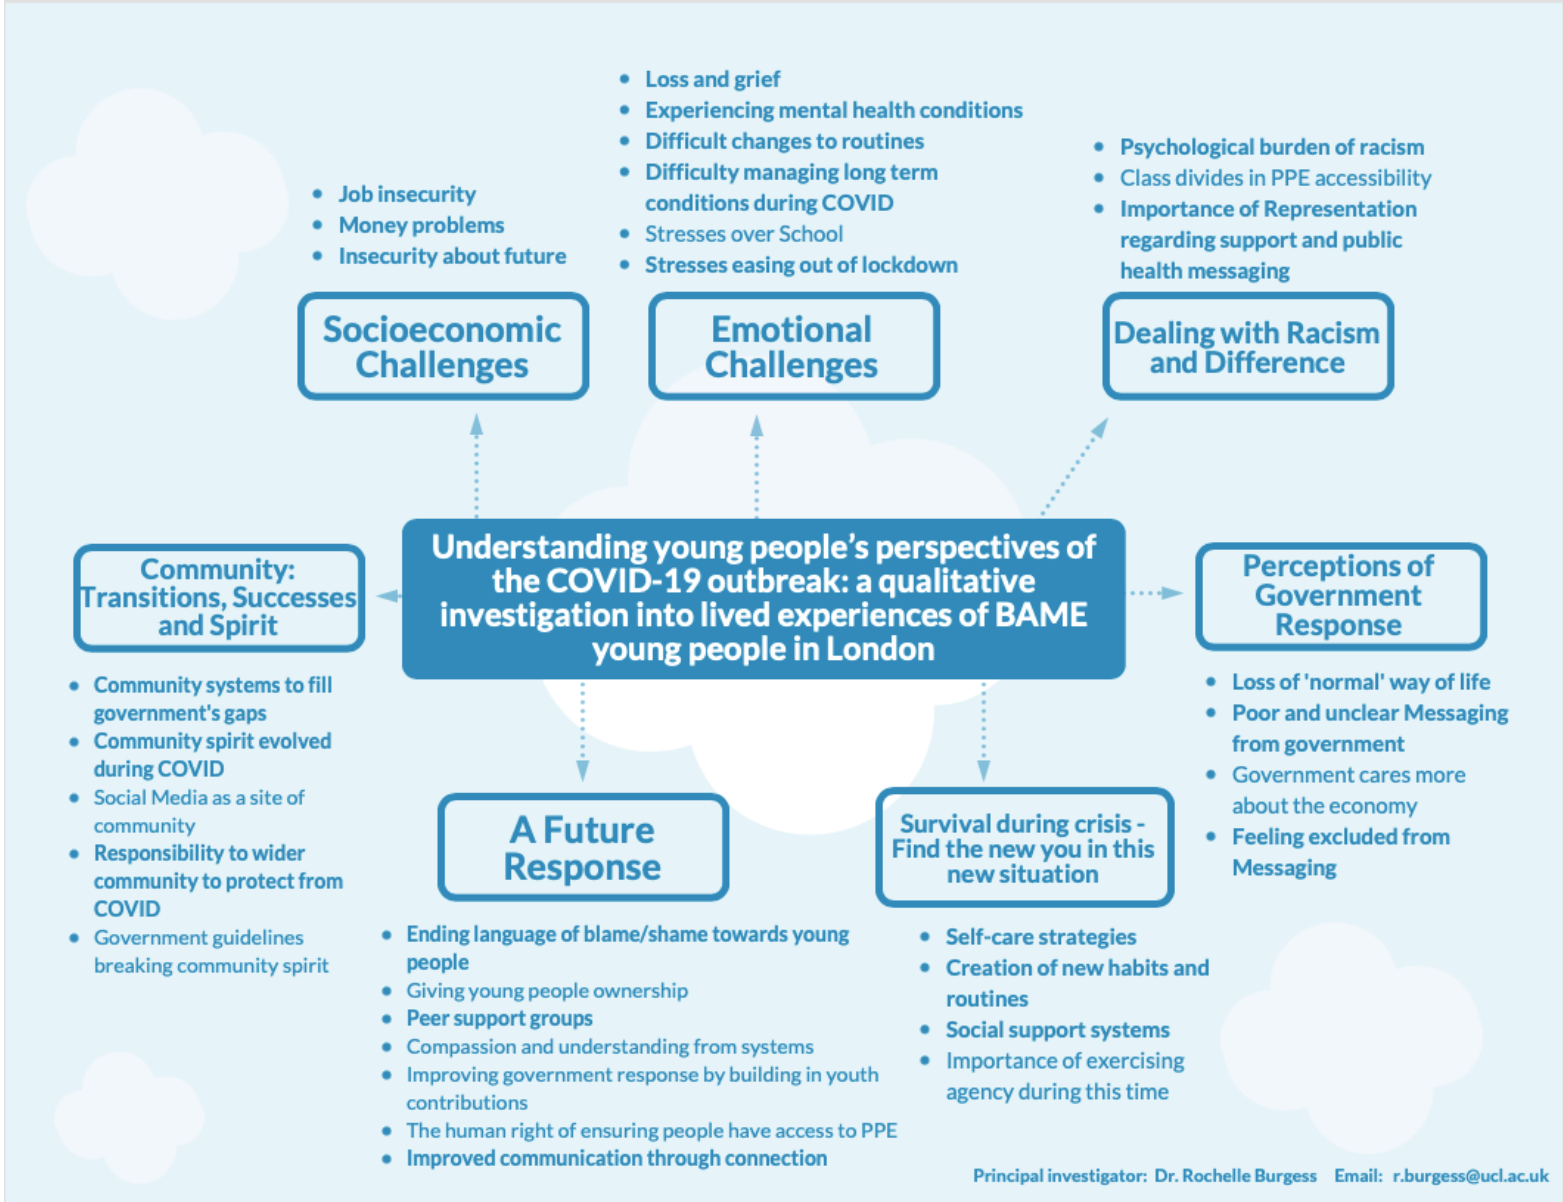 • Loss and grief
• Experiencing mental health conditions
• Difficult changes to routines
• Difficulty managing long term
conditions during COVID
• Stresses over School
• Stresses easing out of lockdown
• Job insecurity
• Money problems
• Insecurity about future
• Psychological burden of racism
• Class divides in PPE accessibility
• Importance of Representation
regarding support and public
health messaging
Socioeconomic
Challenges
Emotional
Challenges
Dealing with Racism
and Difference
Understanding young people’s perspectives of
the COVID-19 outbreak: a qualitative
investigation into lived experiences of BAME
young people in London
Community:
Transitions, Successes
and Spirit
• Community systems to fill
government's gaps
• Community spirit evolved
during COVID
• Social Media as a site of
community
• Responsibility to wider
community to protect from
COVID
• Government guidelines
breaking community spirit
Perceptions of
Government
Response
• Loss of 'normal' way of life
• Poor and unclear Messaging
from government
• Government cares more
about the economy
• Feeling excluded from
Messaging
A Future
Response
• Ending language of blame/shame towards young
people
• Giving young people ownership
• Peer support groups
• Compassion and understanding from systems
• Improving government response by building in youth
contributions
• The human right of ensuring people have access to PPE
• Improved communication through connection
Survival during crisis -
Find the new you in this
new situation
• Self-care strategies
• Creation of new habits and
routines
• Social support systems
• Importance of exercising
agency during this time
Principal investigator: Dr. Rochelle Burgess Email: r.burgess@ucl.ac.uk